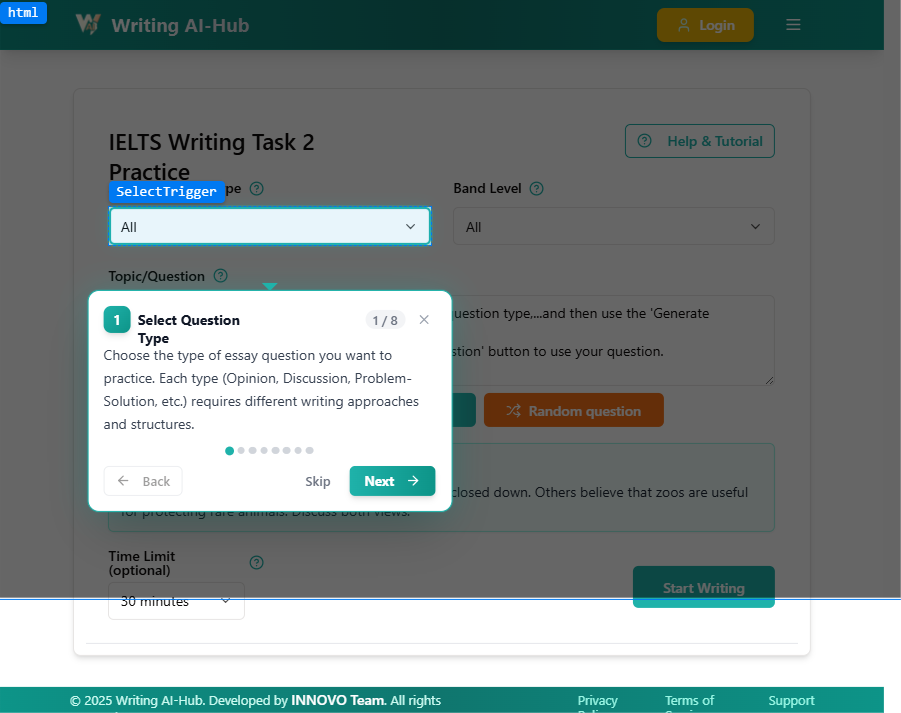 html
Writing AI-Hub
Login
IELTS Writing Task 2
Practice
Help & Tutorial
SelectTrigger
pe
Band Level
All
All
Topic/Question
1
Select Question
Type
1 / 8
Choose the type of essay question you want to
practice. Each type (Opinion, Discussion, Problem-
Solution, etc.) requires different writing approaches
and structures.
Back
Skip
Next
question type,...and then use the 'Generate
button to use your question.
Random question
closed down. Others believe that zoos are useful
for protecting rare animals. Discuss both views.
Time Limit
(optional)
30 minutes
Start Writing
© 2025 Writing AI-Hub. Developed by INNOVO Team. All rights
Privacy
Terms of
Support